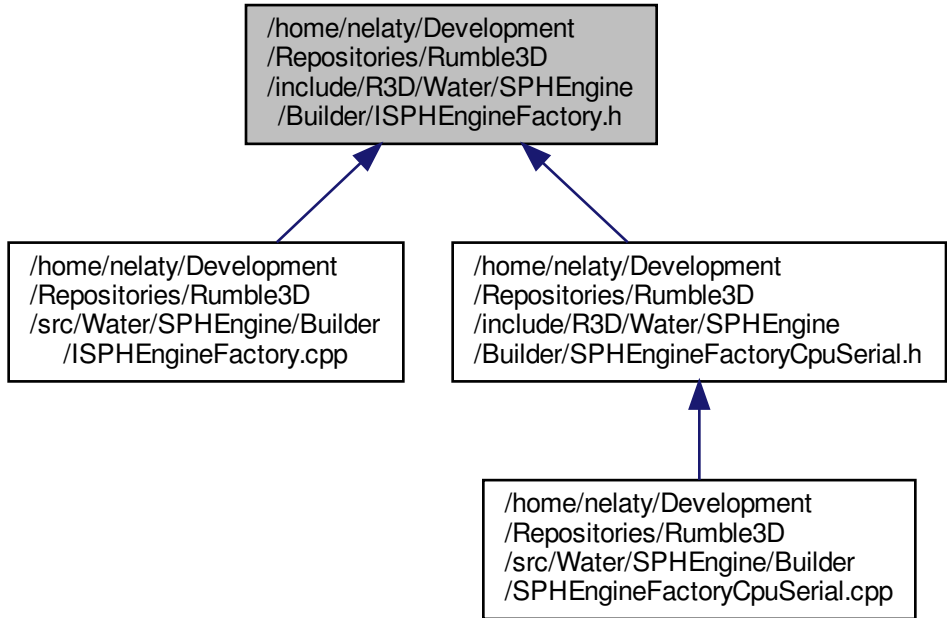 /home/nelaty/Development
/Repositories/Rumble3D
/include/R3D/Water/SPHEngine
/Builder/ISPHEngineFactory.h
/home/nelaty/Development
/Repositories/Rumble3D
/src/Water/SPHEngine/Builder
/ISPHEngineFactory.cpp
/home/nelaty/Development
/Repositories/Rumble3D
/include/R3D/Water/SPHEngine
/Builder/SPHEngineFactoryCpuSerial.h
/home/nelaty/Development
/Repositories/Rumble3D
/src/Water/SPHEngine/Builder
/SPHEngineFactoryCpuSerial.cpp